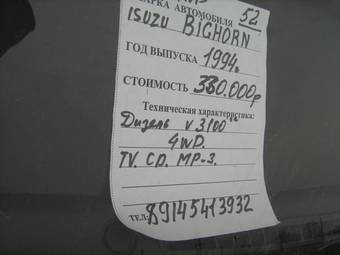 МАРКА АВТОМОБИЛЯ 52
ISUZU BIGHORN
ГОД ВЫПУСКА 1994г.
СТОИМОСТЬ 330.000р
Техническая характеристика:
Дизель V 3100
4WD.
TV. CD. MP-3.
ТЕЛ: 89145413932